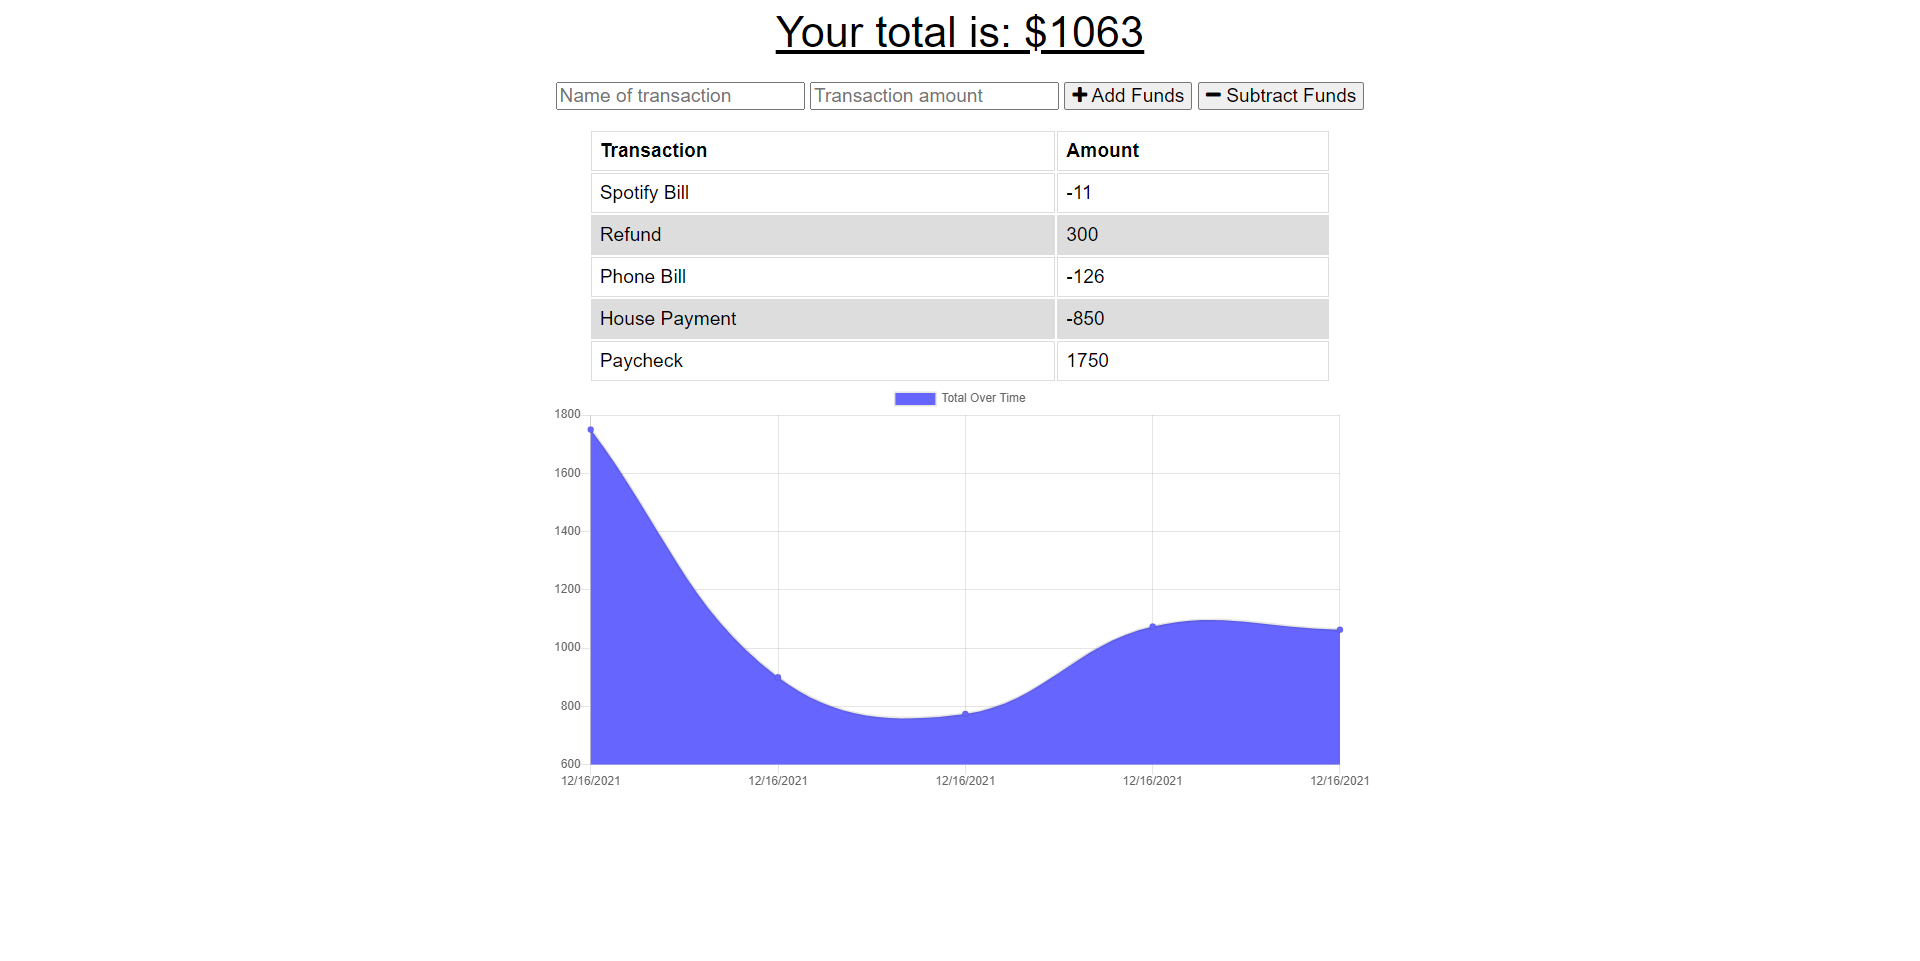 Your total is: $1063
Name of transaction Transaction amount Add Funds Subtract Funds
Transaction Amount
Spotify Bill -11
Refund 300
Phone Bill -126
House Payment -850
Paycheck 1750
Total Over Time
1800
1600
1400
1200
1000
800
600
12/16/2021 12/16/2021 12/16/2021 12/16/2021 12/16/2021